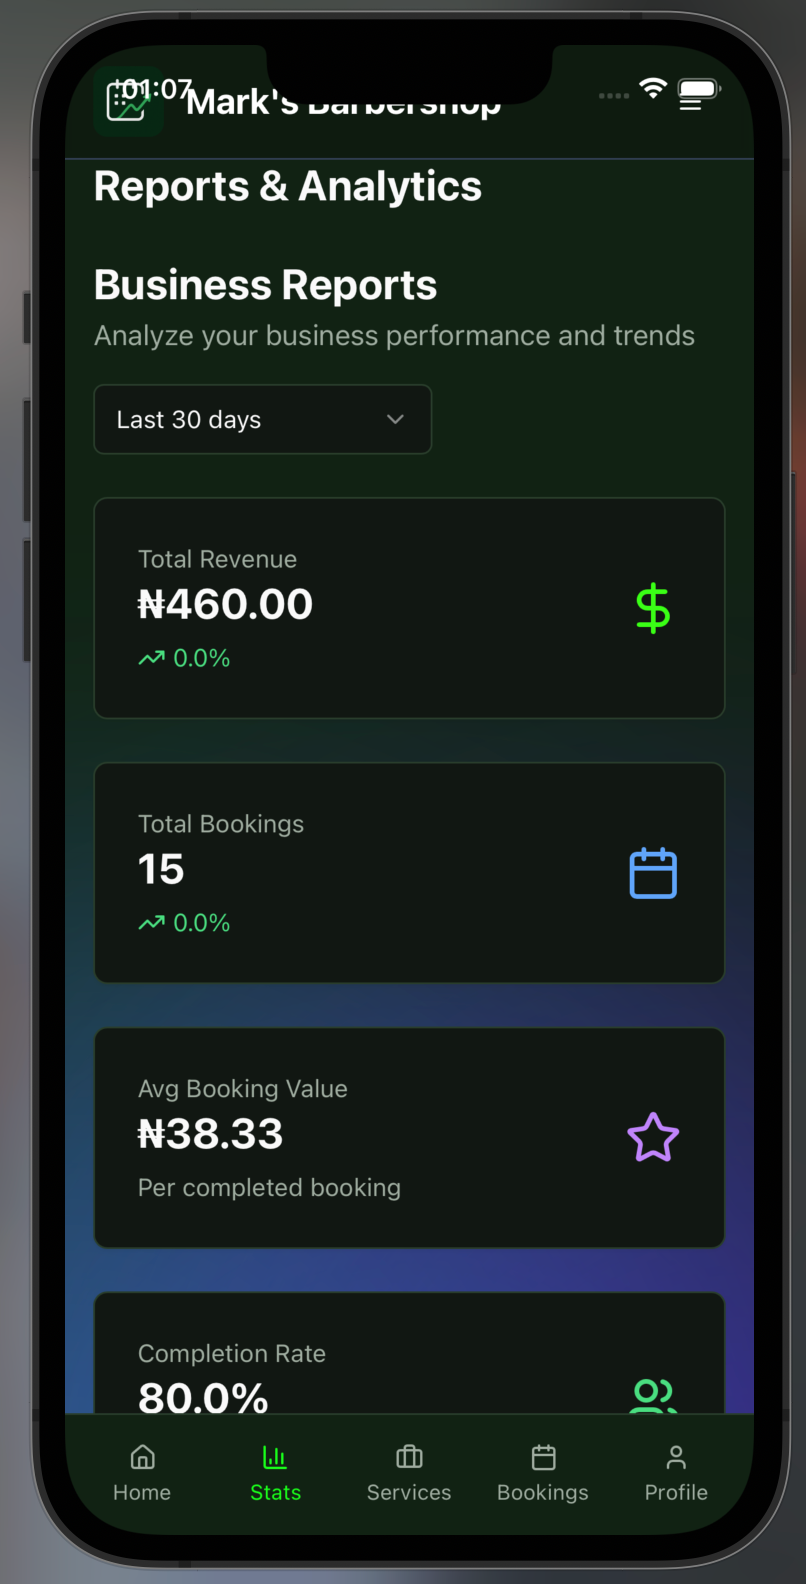 01:07
Mark's Barbershop
Reports & Analytics
Business Reports
Analyze your business performance and trends
Last 30 days
Total Revenue
₦460.00
0.0%
Total Bookings
15
0.0%
Avg Booking Value
₦38.33
Per completed booking
Completion Rate
80.0%
Home
Stats
Services
Bookings
Profile